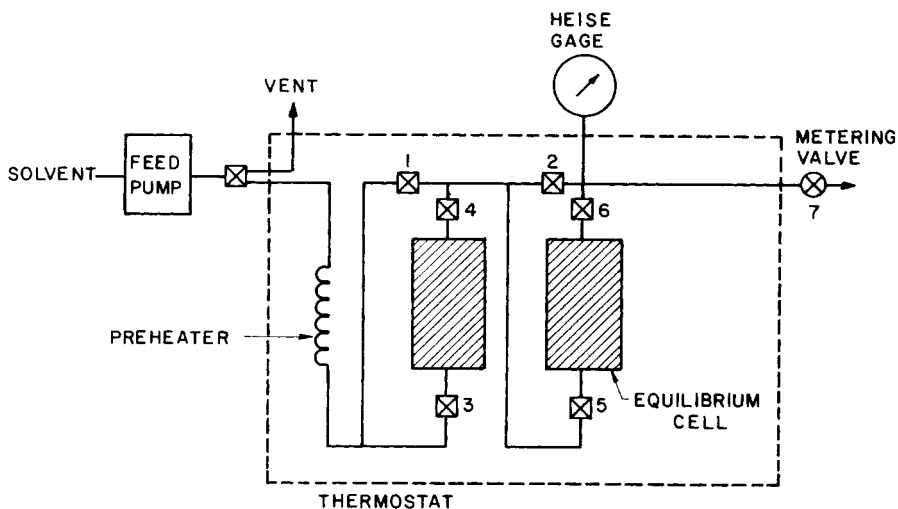 HEISE
GAGE
VENT
METERING
VALVE
SOLVENT
FEED
PUMP
1
2
4
6
7
PREHEATER
3
5
EQUILIBRIUM
CELL
THERMOSTAT